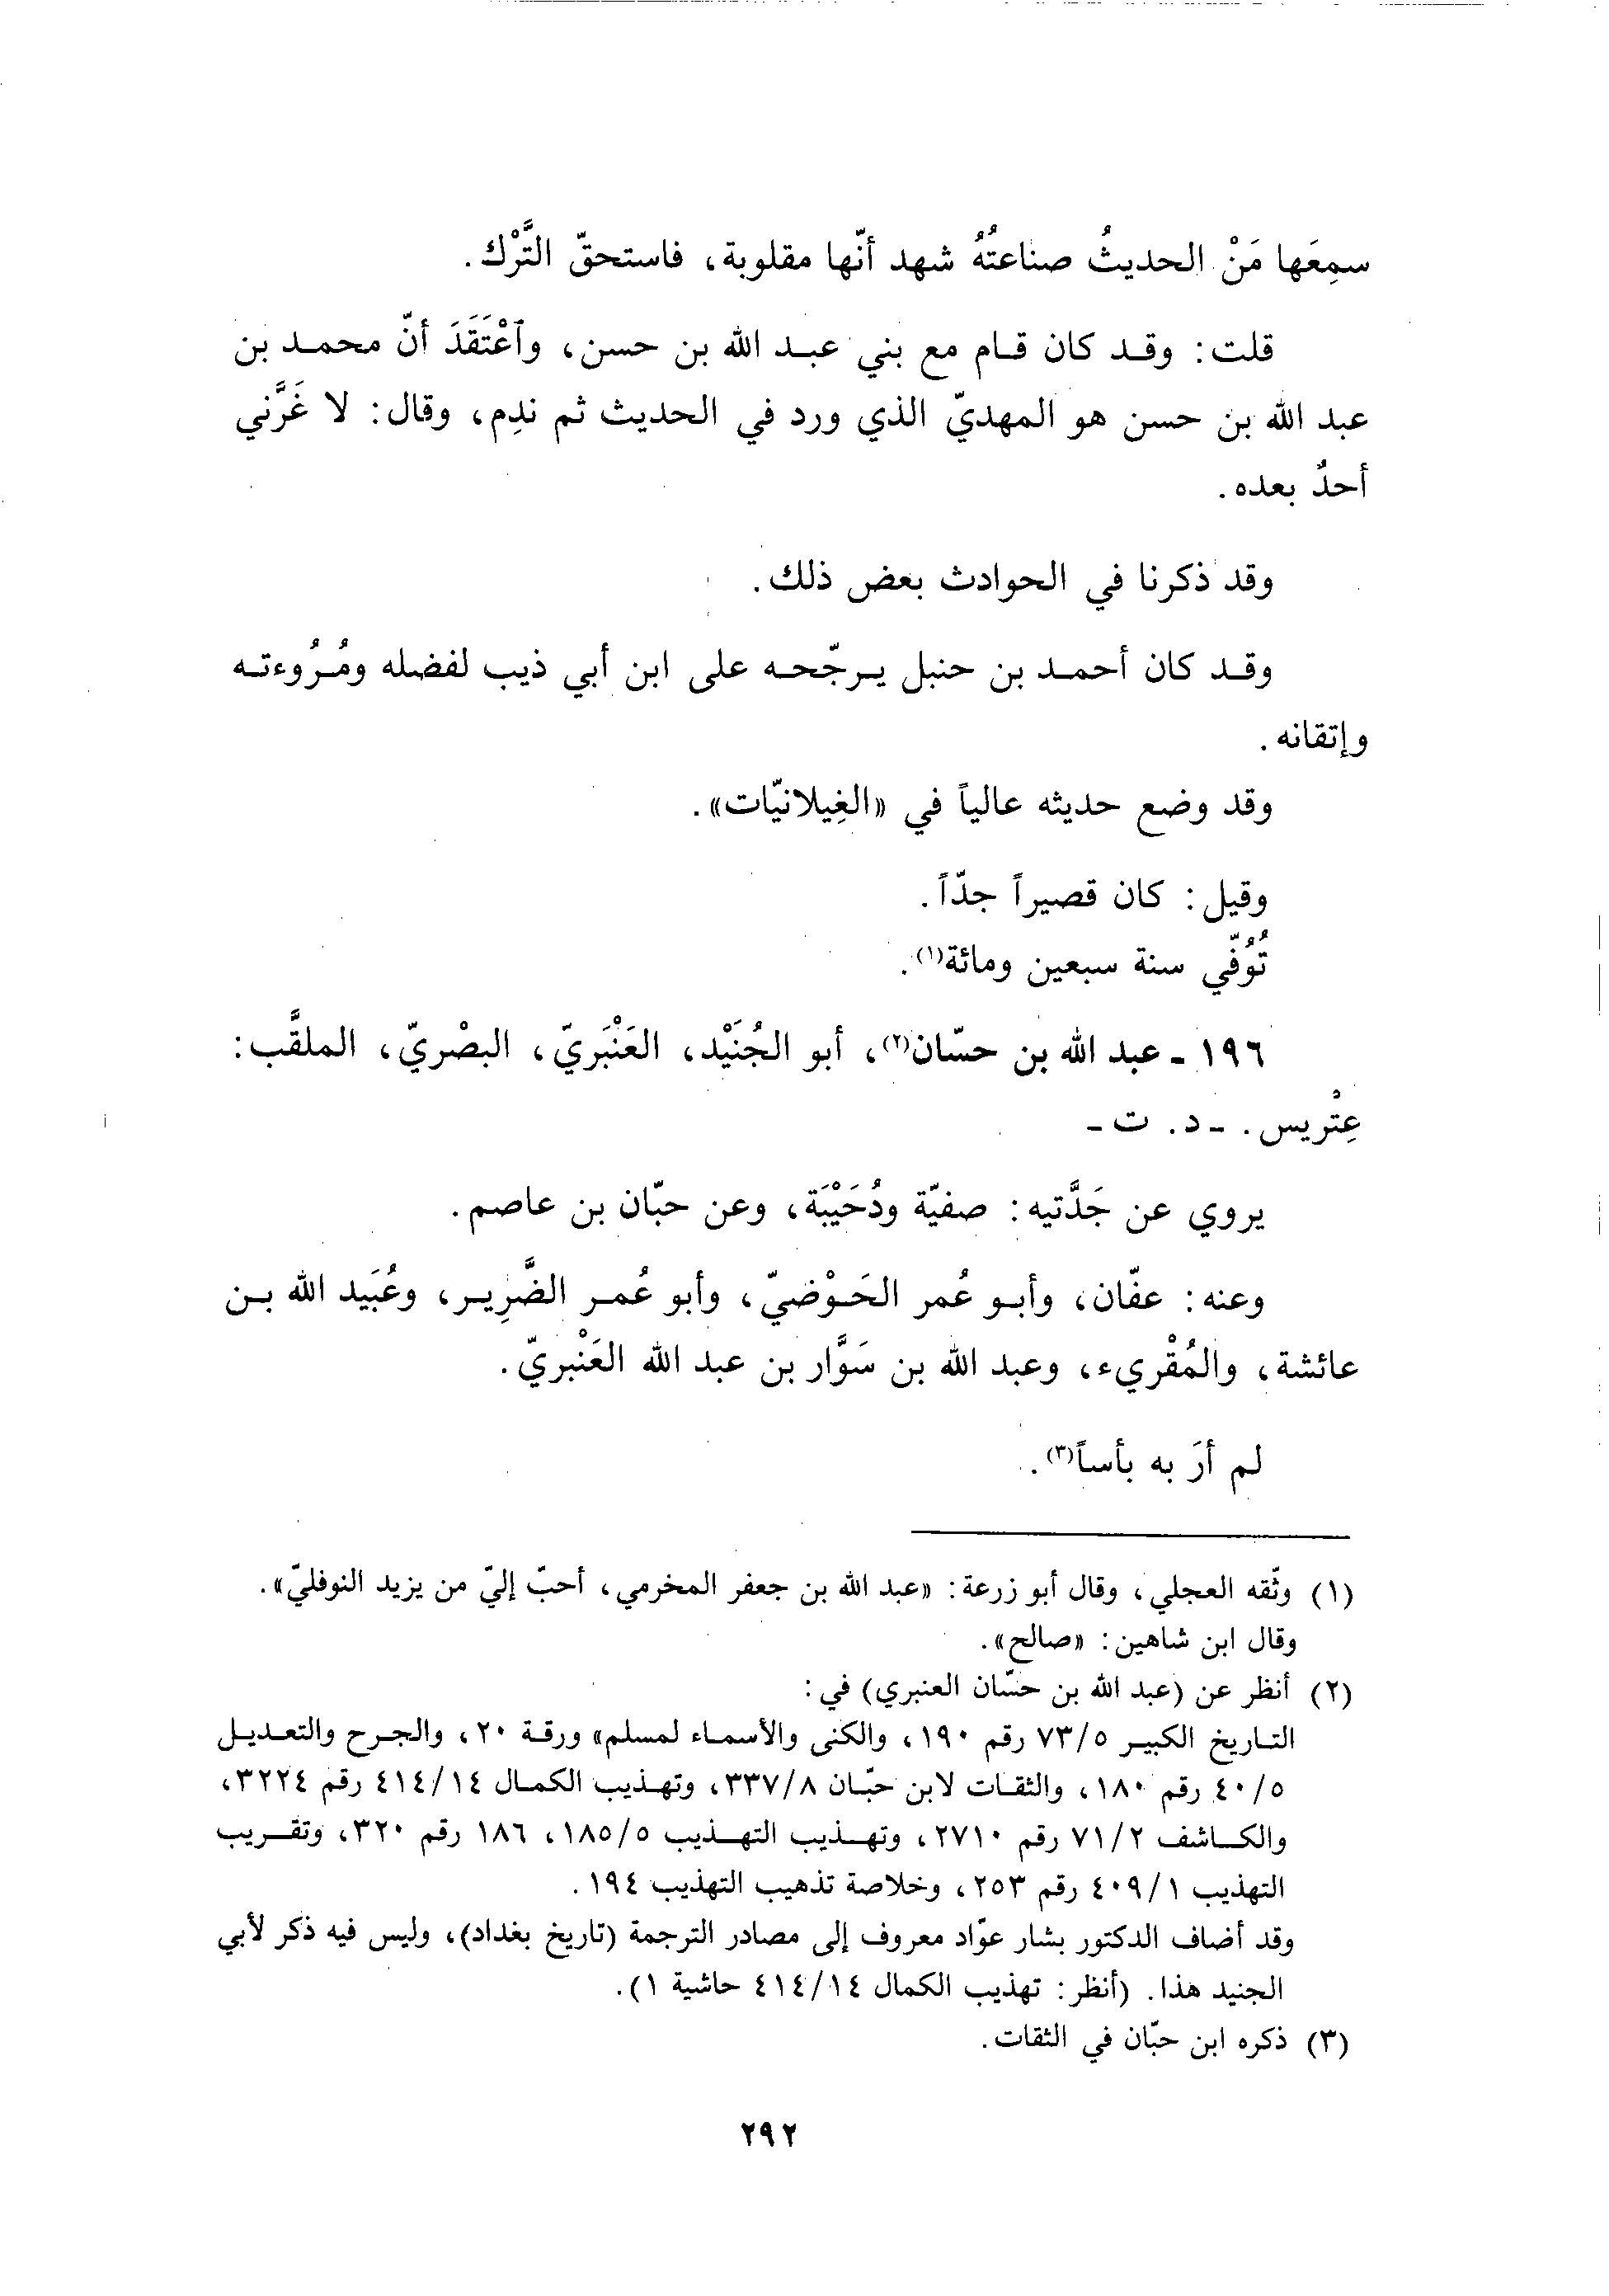 سمِعَها مَنْ الحديثُ صناعتُهُ شهد أنّها مقلوبة، فاستحقّ التَّرْك.
قلت: وقد كان قام مع بني عبد الله بن حسن، وٱعْتَقَدَ أنّ محمد بن
عبد الله بن حسن هو المهديّ الذي ورد في الحديث ثم ندِم، وقال: لا غَرَّني
أحدٌ بعده.
وقد ذكرنا في الحوادث بعض ذلك.
وقد كان أحمد بن حنبل يرجّحه على ابن أبي ذيب لفضله ومُرُوءته
وإتقانه.
وقد وضع حديثه عالياً في «الغِيلانيّات».
وقيل: كان قصيراً جدّاً.
تُوُفّي سنة سبعين ومائة(١).
١٩٦ ـ عبد الله بن حسّان(٢)، أبو الجُنَيْد، العَنْبَريّ، البصْريّ، الملقَّب:
عِتْريس. ـ د. ت ـ
يروي عن جَدَّتيه: صفيّة ودُحَيْبَة، وعن حبّان بن عاصم.
وعنه: عفّان، وأبو عُمر الحَوْضيّ، وأبو عُمر الضَّرِير، وعُبَيد الله بن
عائشة، والمُقْريء، وعبد الله بن سَوَّار بن عبد الله العَنْبريّ.
لم أرَ به بأساً(٣).
(١) وثّقه العجلي، وقال أبو زرعة: «عبد الله بن جعفر المخرمي، أحبّ إليّ من يزيد النوفليّ».
وقال ابن شاهين: «صالح».
(٢) أنظر عن (عبد الله بن حسّان العنبري) في:
التاريخ الكبير ٧٣/٥ رقم ١٩٠، والكنى والأسماء لمسلم» ورقة ٢٠، والجرح والتعديل
٤٠/٥ رقم ١٨٠، والثقات لابن حبّان ٣٣٧/٨، وتهذيب الكمال ٤١٤/١٤ رقم ٣٢٢٤،
والكاشف ٧١/٢ رقم ٢٧١٠، وتهذيب التهذيب ١٨٥/٥، ١٨٦ رقم ٣٢٠، وتقريب
التهذيب ٤٠٩/١ رقم ٢٥٣، وخلاصة تذهيب التهذيب ١٩٤.
وقد أضاف الدكتور بشار عوّاد معروف إلى مصادر الترجمة (تاريخ بغداد)، وليس فيه ذكر لأبي
الجنيد هذا. (أنظر: تهذيب الكمال ٤١٤/١٤ حاشية ١).
(٣) ذكره ابن حبّان في الثقات.
٢٩٢